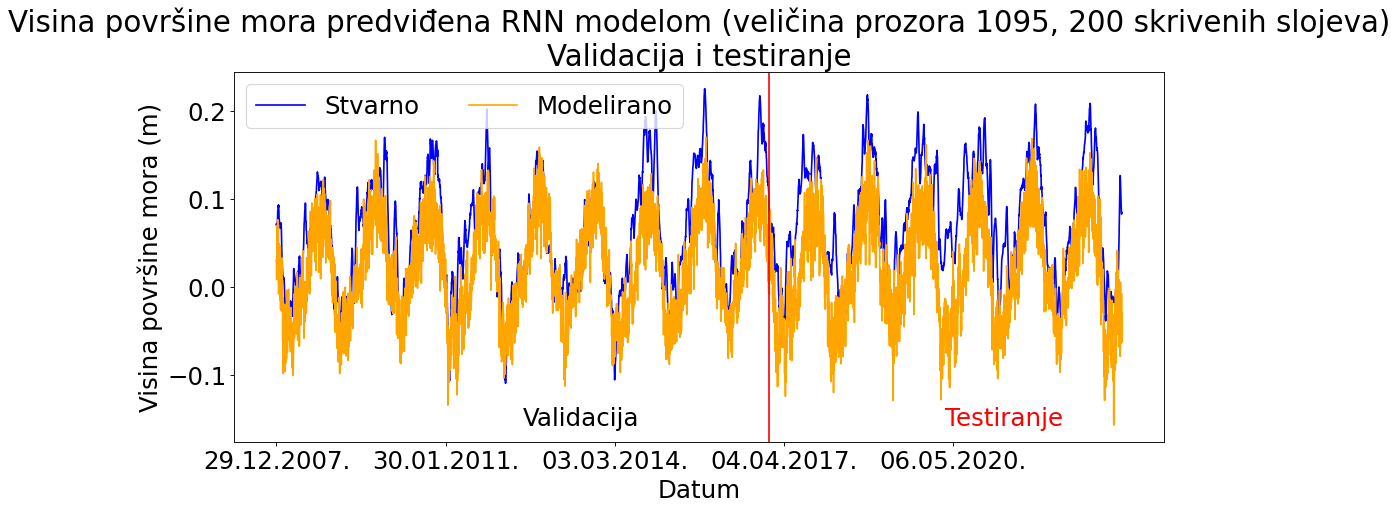 Visina površine mora predviđena RNN modelom (veličina prozora 1095, 200 skrivenih slojeva)
Validacija i testiranje
Stvarno
Modelirano
Visina površine mora (m)
0.2
0.1
0.0
−0.1
Validacija
Testiranje
29.12.2007.
30.01.2011.
03.03.2014.
04.04.2017.
06.05.2020.
Datum